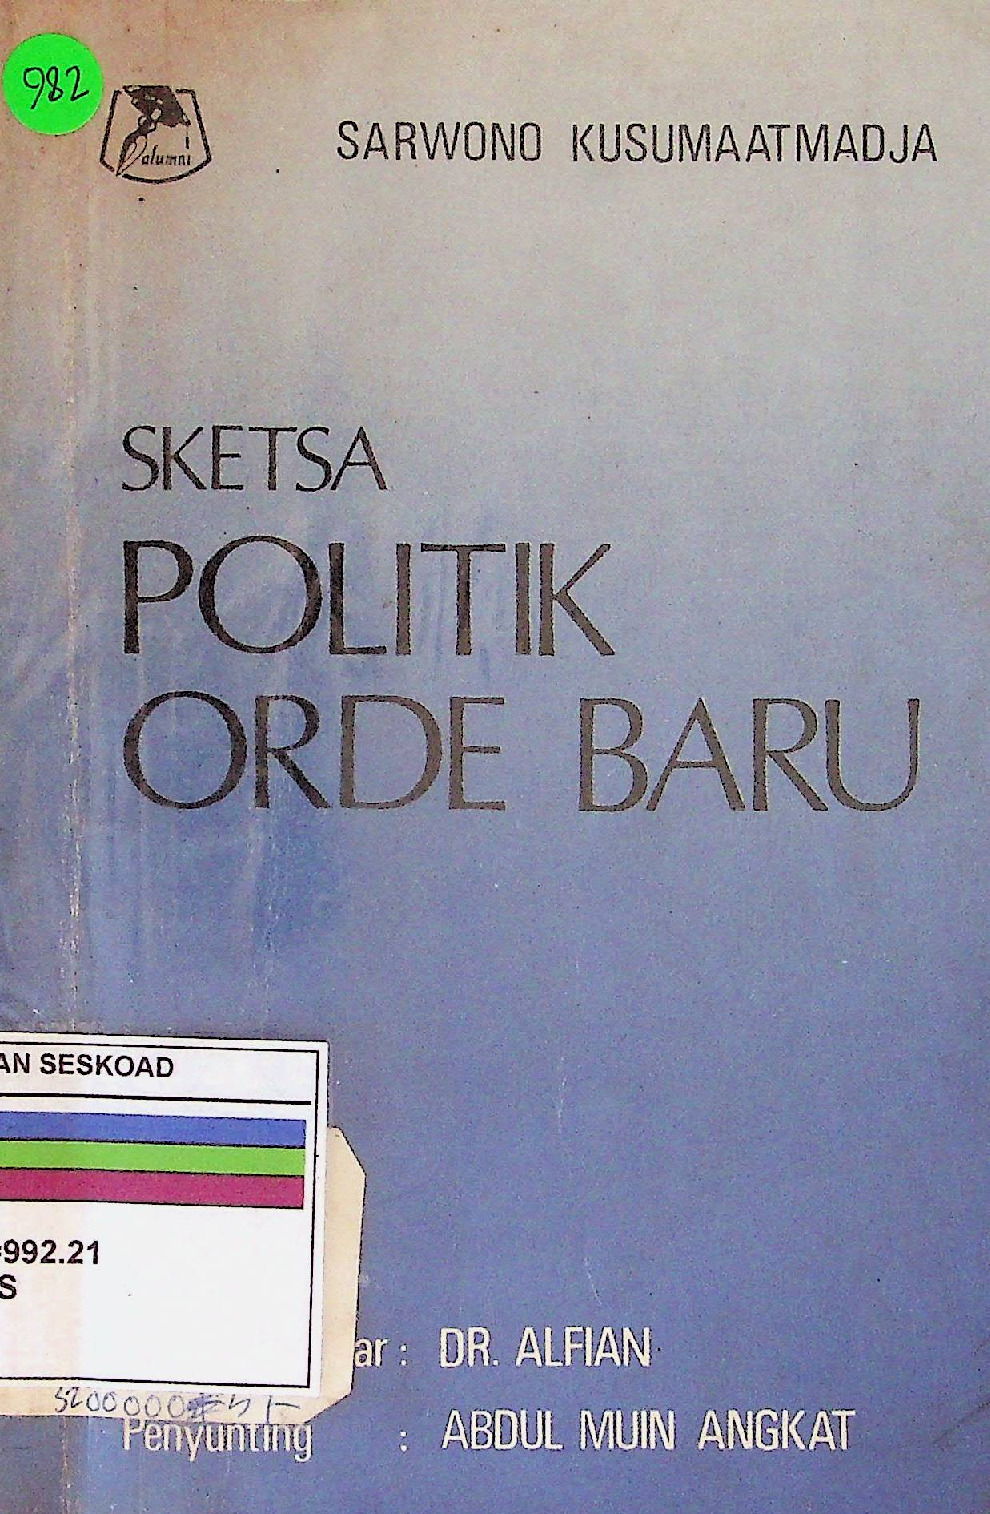 982
alumni
SARWONO KUSUMAATMADJA
SKETSA
POLITIK
ORDE BARU
AN SESKOAD
992.21
S
ar : DR. ALFIAN
Penyunting : ABDUL MUIN ANGKAT